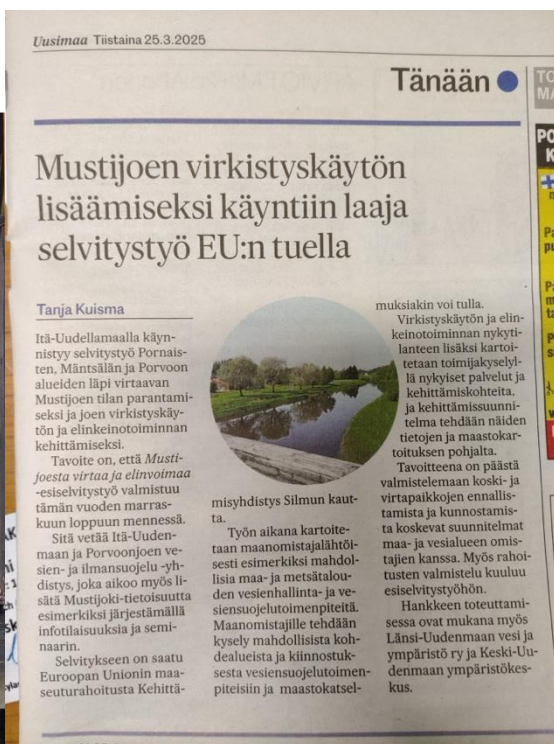 Uusimaa Tiistaina 25.3.2025
Tänään
Mustijoen virkistyskäytön
lisäämiseksi käyntiin laaja
selvitystyö EU:n tuella
Tanja Kuisma
Itä-Uudellamaalla käyn-
nistyy selvitystyö Pornais-
ten, Mäntsälän ja Porvoon
alueiden läpi virtaavan
Mustijoen tilan parantami-
seksi ja joen virkistyskäy-
tön ja elinkeinotoiminnan
kehittämiseksi.
Tavoite on, että Musti-
joesta virtaa ja elinvoimaa
-esiselvitystyö valmistuu
tämän vuoden marras-
kuun loppuun mennessä.
Sitä vetää Itä-Uuden-
maan ja Porvoonjoen ve-
sien- ja ilmansuojelu -yh-
distys, joka aikoo myös li-
sätä Mustijoki-tietoisuutta
esimerkiksi järjestämällä
infotilaisuuksia ja semi-
naarin.
Selvitykseen on saatu
Euroopan Unionin maa-
seuturahoitusta Kehittä-
misyhdistys Silmun kaut-
ta.
Työn aikana kartoite-
taan maanomistajalähtöi-
sesti esimerkiksi mahdol-
lisia maa- ja metsätalou-
den vesienhallinta- ja ve-
siensuojelutoimenpiteitä.
Maanomistajille tehdään
kysely mahdollisista koh-
dealueista ja kiinnostuk-
sesta vesiensuojelutoimen-
piteisiin ja maastokatsel-
muksiakin voi tulla.
Virkistyskäytön ja elin-
keinotoiminnan nykyti-
lanteen lisäksi kartoi-
tetaan toimijakyselyl-
lä nykyiset palvelut ja
kehittämiskohteita,
ja kehittämissuunni-
telma tehdään näiden
tietojen ja maastokar-
toituksen pohjalta.
Tavoitteena on päästä
valmistelemaan koski- ja
virtapaikkojen ennallis-
tamista ja kunnostamis-
ta koskevat suunnitelmat
maa- ja vesialueen omis-
tajien kanssa. Myös rahoi-
tusten valmistelu kuuluu
esiselvitystyöhön.
Hankkeen toteuttami-
sessa ovat mukana myös
Länsi-Uudenmaan vesi ja
ympäristö ry ja Keski-Uu-
denmaan ympäristökes-
kus.